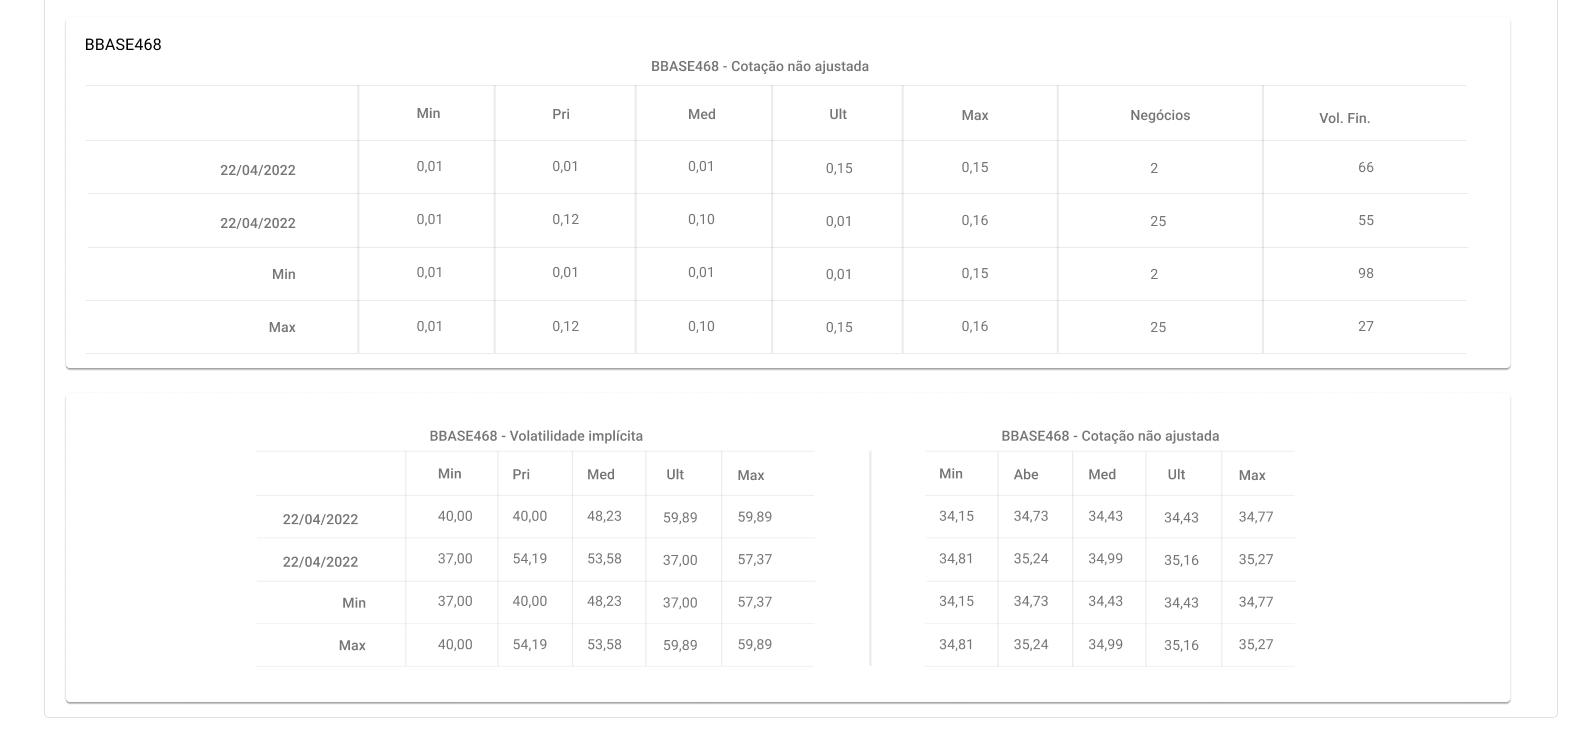 BBASE468
BBASE468 - Cotação não ajustada
Min Pri Med Ult Max Negócios Vol. Fin.
22/04/2022 0,01 0,01 0,01 0,15 0,15 2 66
22/04/2022 0,01 0,12 0,10 0,01 0,16 25 55
Min 0,01 0,01 0,01 0,01 0,15 2 98
Max 0,01 0,12 0,10 0,15 0,16 25 27
BBASE468 - Volatilidade implícita
Min Pri Med Ult Max
22/04/2022 40,00 40,00 48,23 59,89 59,89
22/04/2022 37,00 54,19 53,58 37,00 57,37
Min 37,00 40,00 48,23 37,00 57,37
Max 40,00 54,19 53,58 59,89 59,89
BBASE468 - Cotação não ajustada
Min Abe Med Ult Max
34,15 34,73 34,43 34,43 34,77
34,81 35,24 34,99 35,16 35,27
34,15 34,73 34,43 34,43 34,77
34,81 35,24 34,99 35,16 35,27